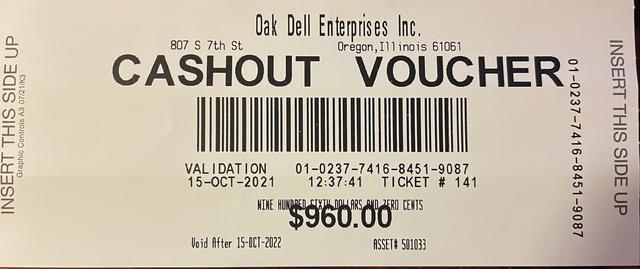 Oak Dell Enterprises Inc.
807 S 7th St Oregon,Illinois 61061
CASHOUT VOUCHER
VALIDATION 01-0237-7416-8451-9087
15-OCT-2021 12:37:41 TICKET # 141
NINE HUNDRED SIXTY DOLLARS AND ZERO CENTS
$960.00
Void After 15-OCT-2022 ASSET# 501033
INSERT THIS SIDE UP
Graphic Controls A3 07/21/K3
01-0237-7416-8451-9087
INSERT THIS SIDE UP